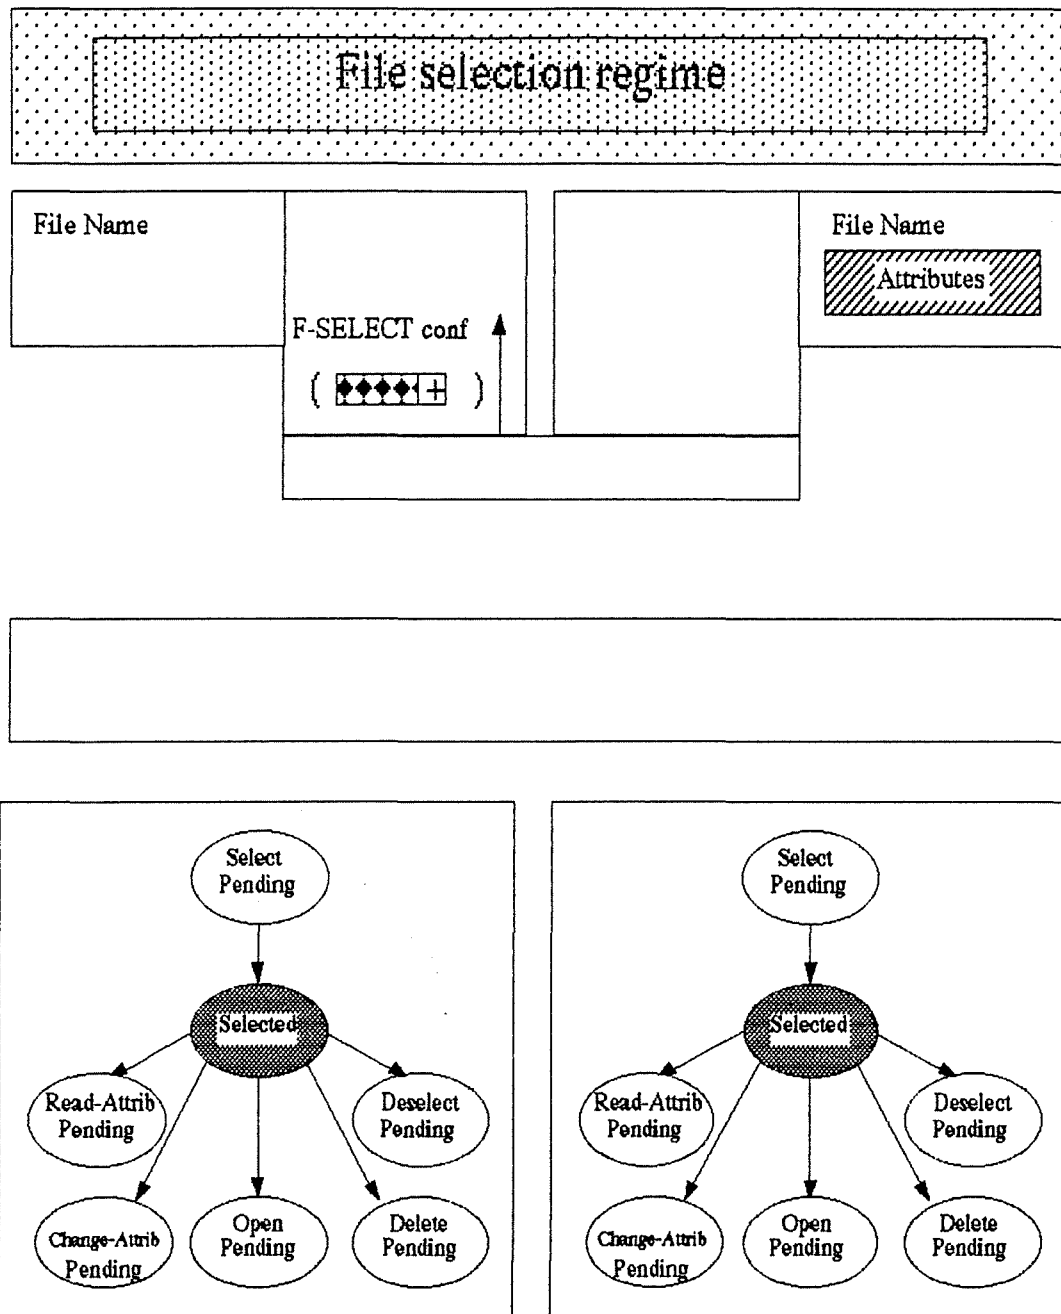 File selection regime
File Name
File Name
Attributes
F-SELECT conf
( + )
Select
Pending
Selected
Read-Attrib
Pending
Deselect
Pending
Change-Attrib
Pending
Open
Pending
Delete
Pending
Select
Pending
Selected
Read-Attrib
Pending
Deselect
Pending
Change-Attrib
Pending
Open
Pending
Delete
Pending